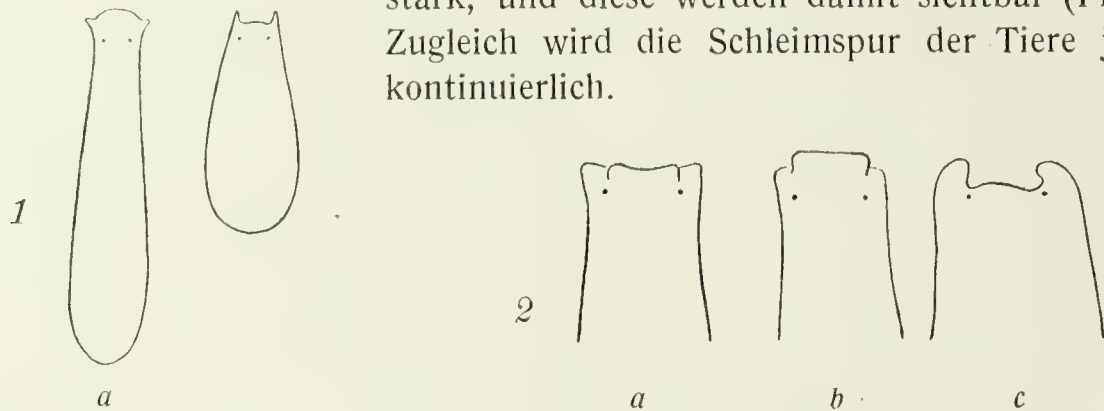 stark, und diese werden damit sichtbar
Zugleich wird die Schleimspur der Tiere
kontinuierlich.
1
2
a
a b c